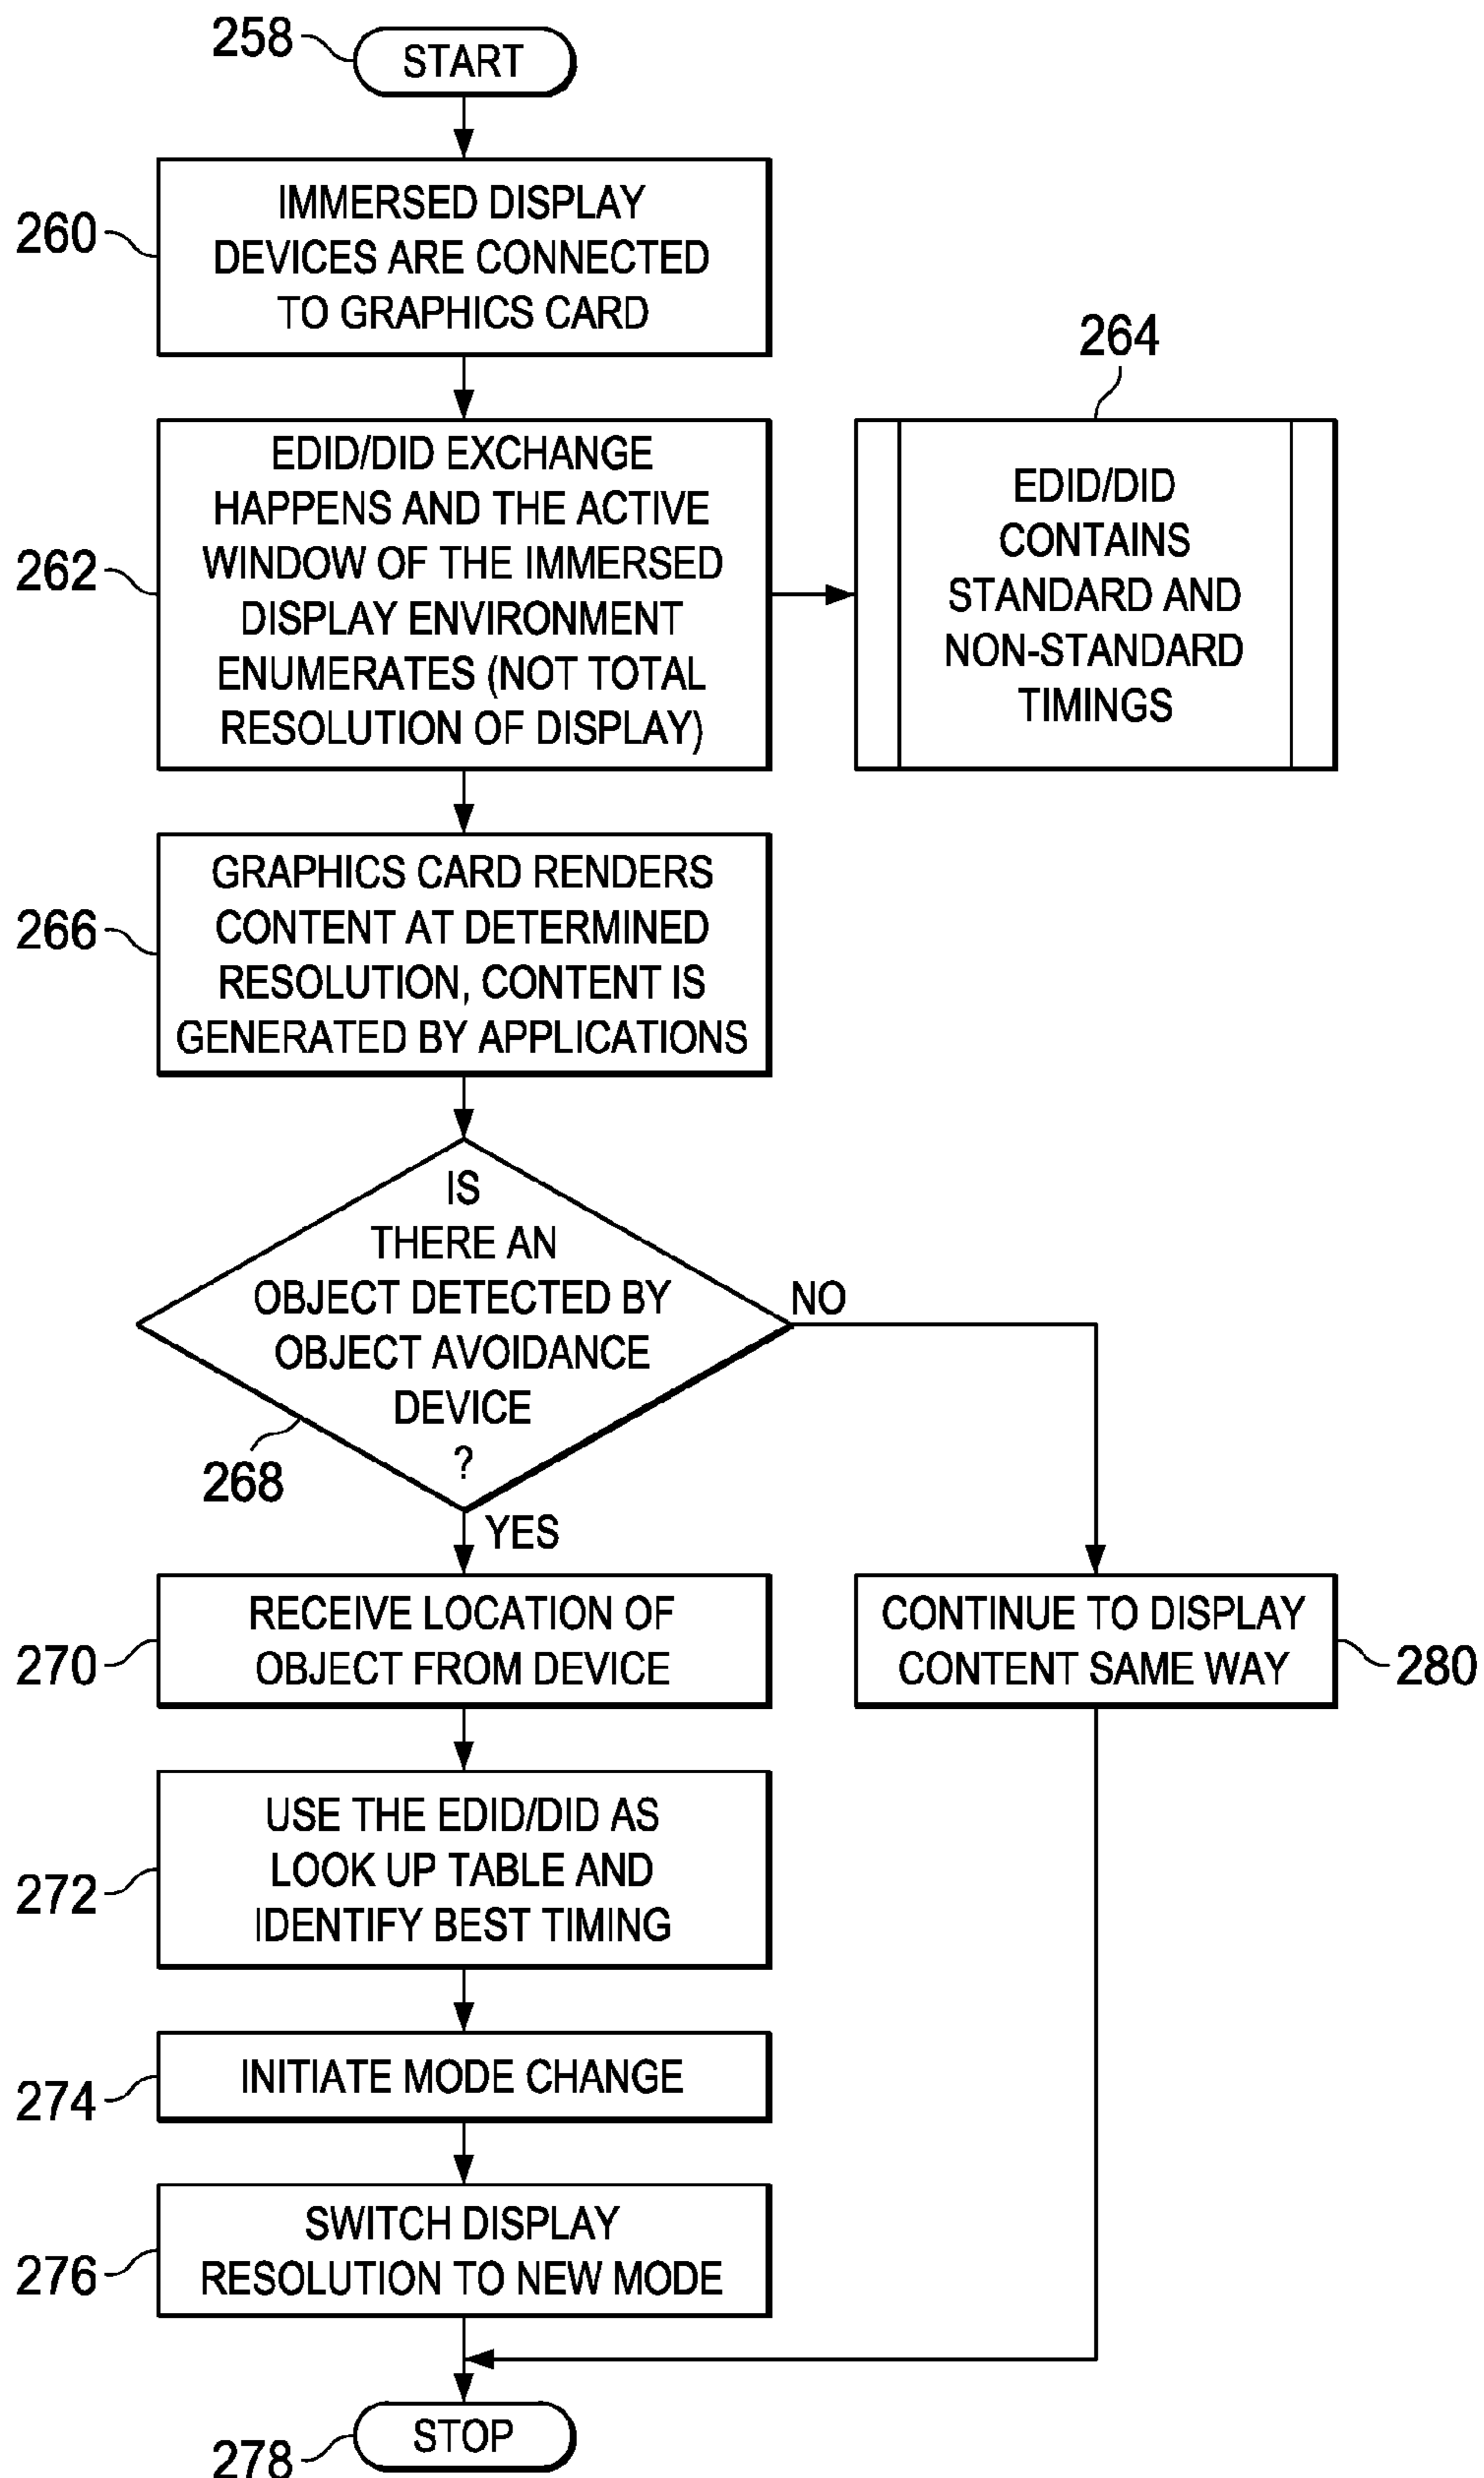 258
START
260
IMMERSED DISPLAY
DEVICES ARE CONNECTED
TO GRAPHICS CARD
262
EDID/DID EXCHANGE
HAPPENS AND THE ACTIVE
WINDOW OF THE IMMERSED
DISPLAY ENVIRONMENT
ENUMERATES (NOT TOTAL
RESOLUTION OF DISPLAY)
264
EDID/DID
CONTAINS
STANDARD AND
NON-STANDARD
TIMINGS
266
GRAPHICS CARD RENDERS
CONTENT AT DETERMINED
RESOLUTION, CONTENT IS
GENERATED BY APPLICATIONS
IS
THERE AN
OBJECT DETECTED BY
OBJECT AVOIDANCE
DEVICE
?
268
NO
YES
270
RECEIVE LOCATION OF
OBJECT FROM DEVICE
CONTINUE TO DISPLAY
CONTENT SAME WAY
280
272
USE THE EDID/DID AS
LOOK UP TABLE AND
IDENTIFY BEST TIMING
274
INITIATE MODE CHANGE
276
SWITCH DISPLAY
RESOLUTION TO NEW MODE
278
STOP